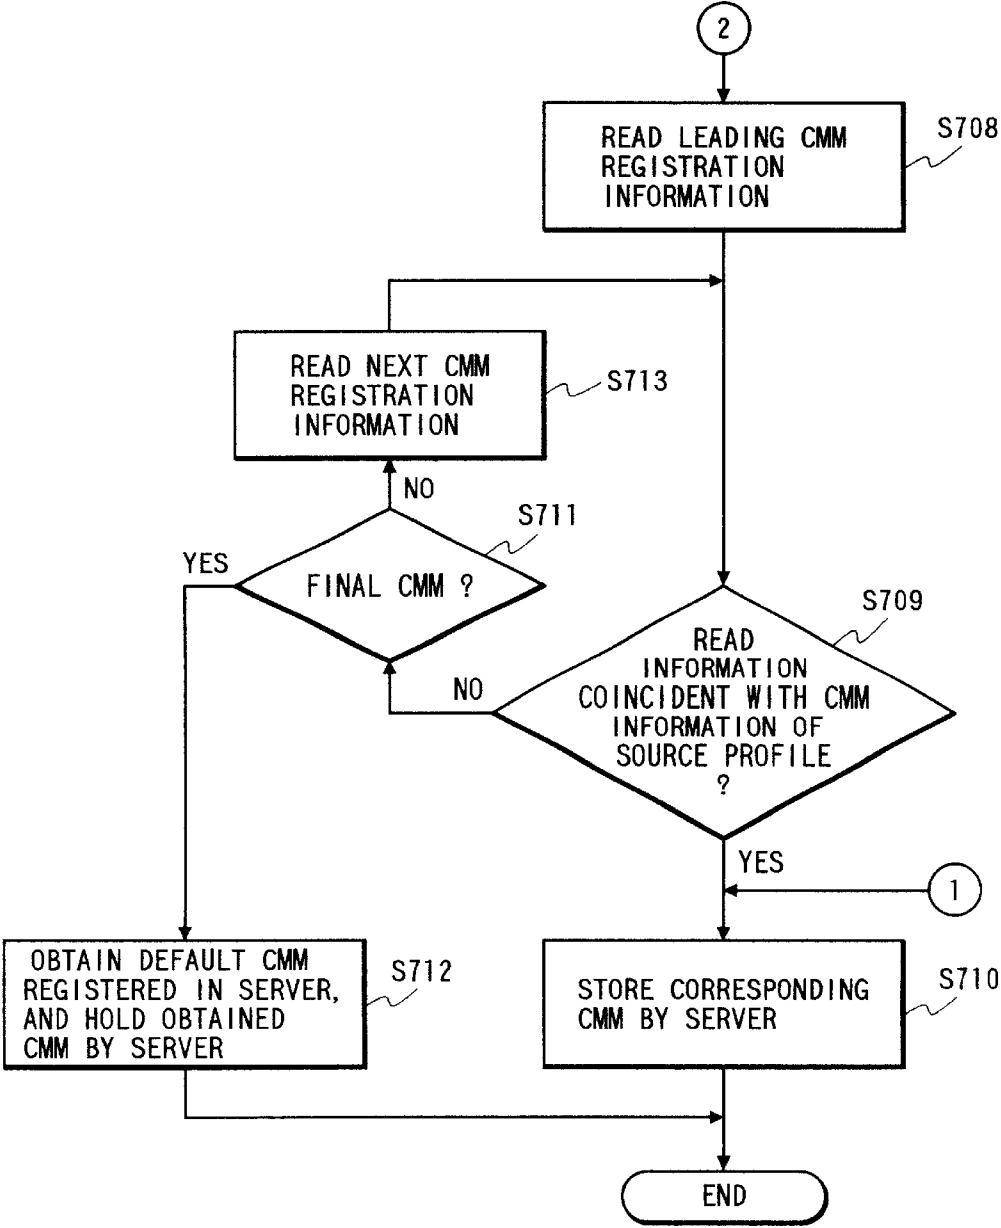 2
READ LEADING CMM
REGISTRATION
INFORMATION
S708
READ NEXT CMM
REGISTRATION
INFORMATION
S713
NO
S711
YES
FINAL CMM ?
S709
READ
INFORMATION
COINCIDENT WITH CMM
INFORMATION OF
SOURCE PROFILE
?
NO
YES
1
OBTAIN DEFAULT CMM
REGISTERED IN SERVER,
AND HOLD OBTAINED
CMM BY SERVER
S712
STORE CORRESPONDING
CMM BY SERVER
S710
END